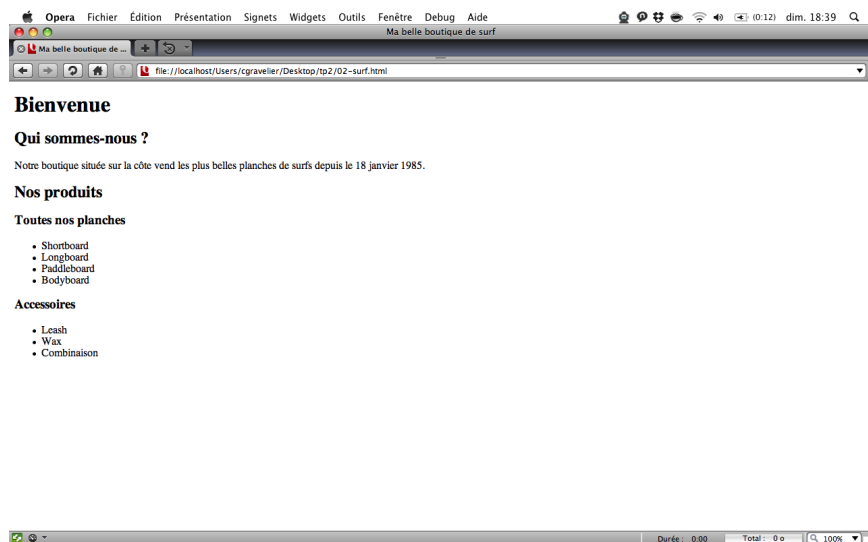 Opera Fichier Édition Présentation Signets Widgets Outils Fenêtre Debug Aide (0:12) dim. 18:39
Ma belle boutique de surf
Ma belle boutique de ...
file://localhost/Users/cgravelier/Desktop/tp2/02-surf.html
Bienvenue
Qui sommes-nous ?
Notre boutique située sur la côte vend les plus belles planches de surfs depuis le 18 janvier 1985.
Nos produits
Toutes nos planches
• Shortboard
• Longboard
• Paddleboard
• Bodyboard
Accessoires
• Leash
• Wax
• Combinaison
Durée : 0:00 Total : 0 o 100%